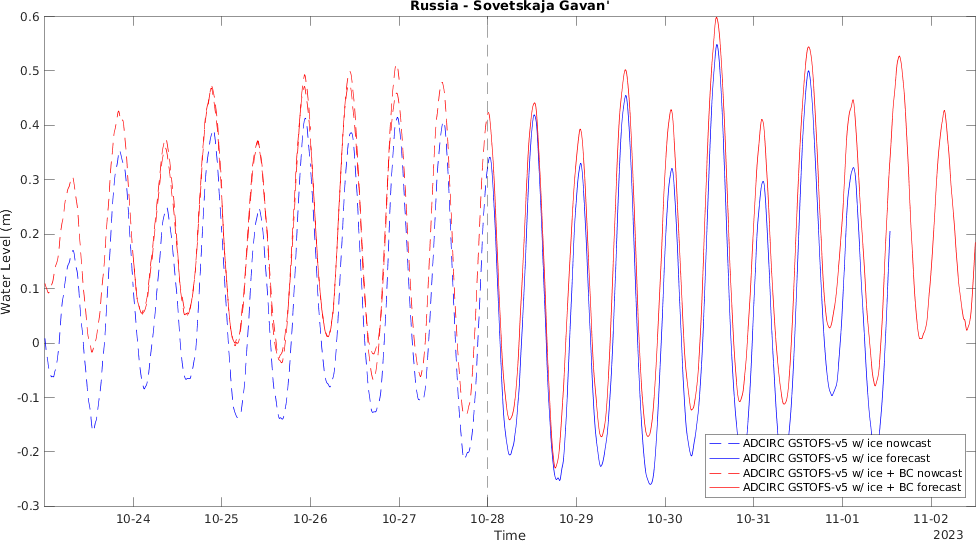 Russia - Sovetskaja Gavan'
0.6
0.5
0.4
0.3
0.2
0.1
0
-0.1
-0.2
-0.3
Water Level (m)
10-24 10-25 10-26 10-27 10-28 10-29 10-30 10-31 11-01 11-02
Time
2023
ADCIRC GSTOFS-v5 w/ ice nowcast
ADCIRC GSTOFS-v5 w/ ice forecast
ADCIRC GSTOFS-v5 w/ ice + BC nowcast
ADCIRC GSTOFS-v5 w/ ice + BC forecast